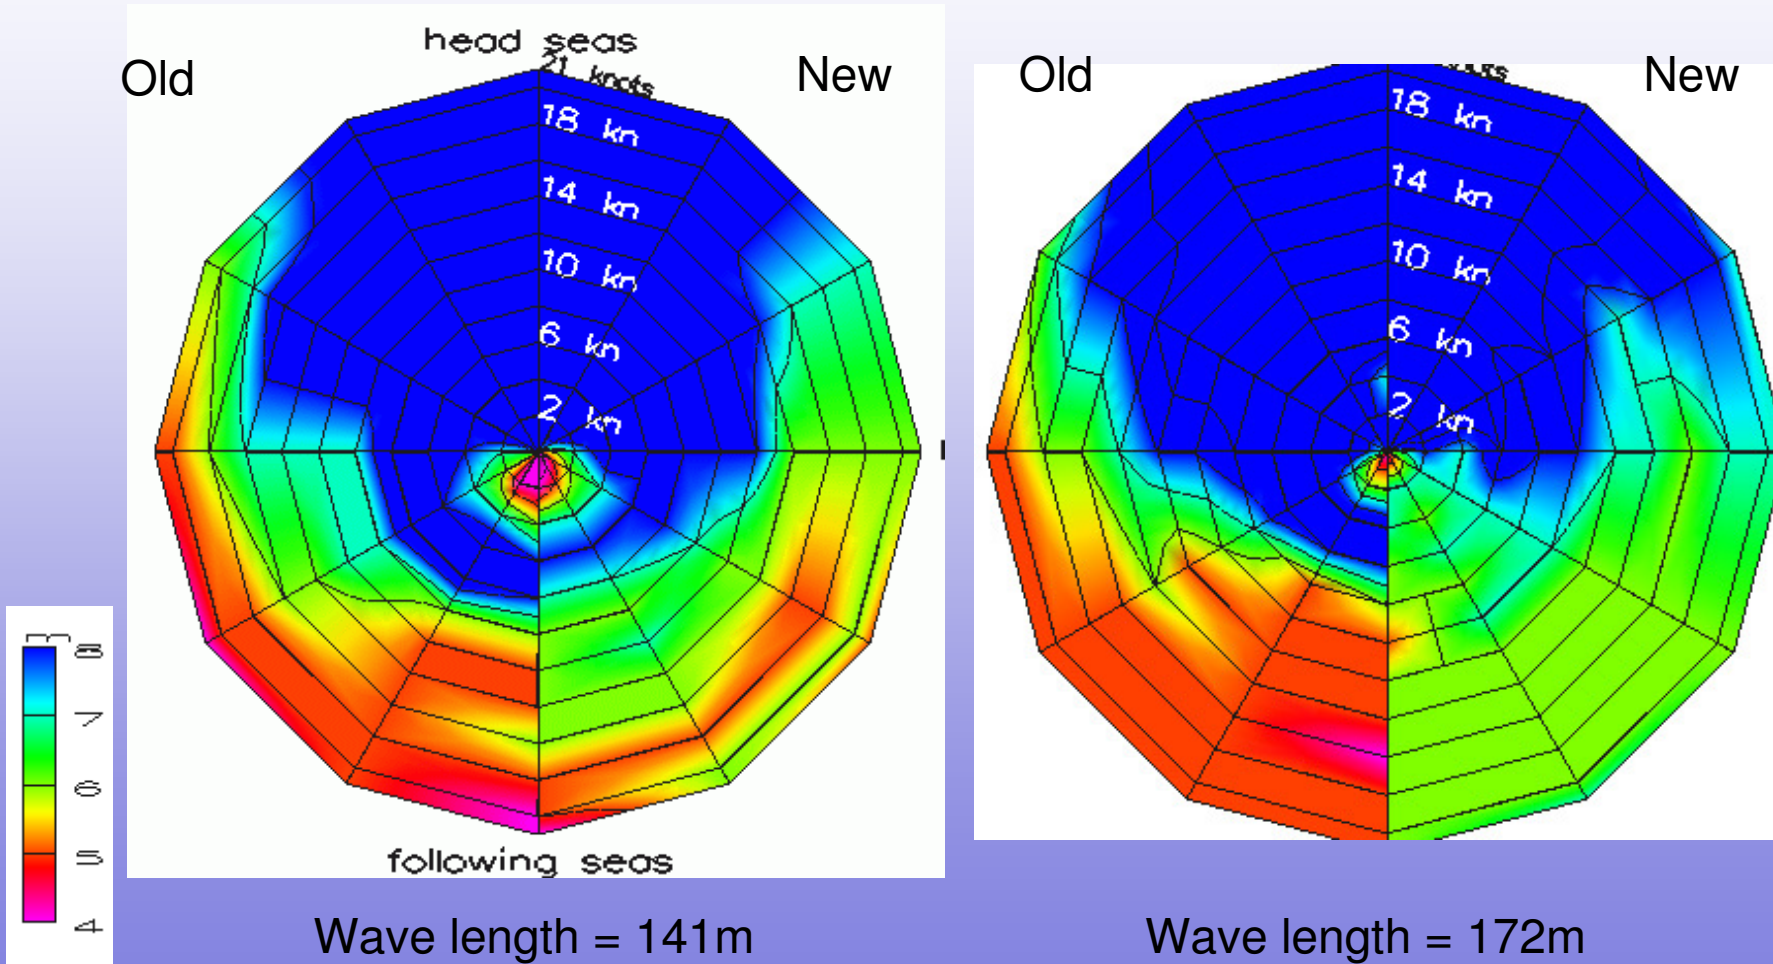 head seas
Old
21 knots
New
18 kn
14 kn
10 kn
6 kn
2 kn
following seas
Wave length = 141m
Old
New
18 kn
14 kn
10 kn
6 kn
2 kn
Wave length = 172m
m
8
7
6
5
4